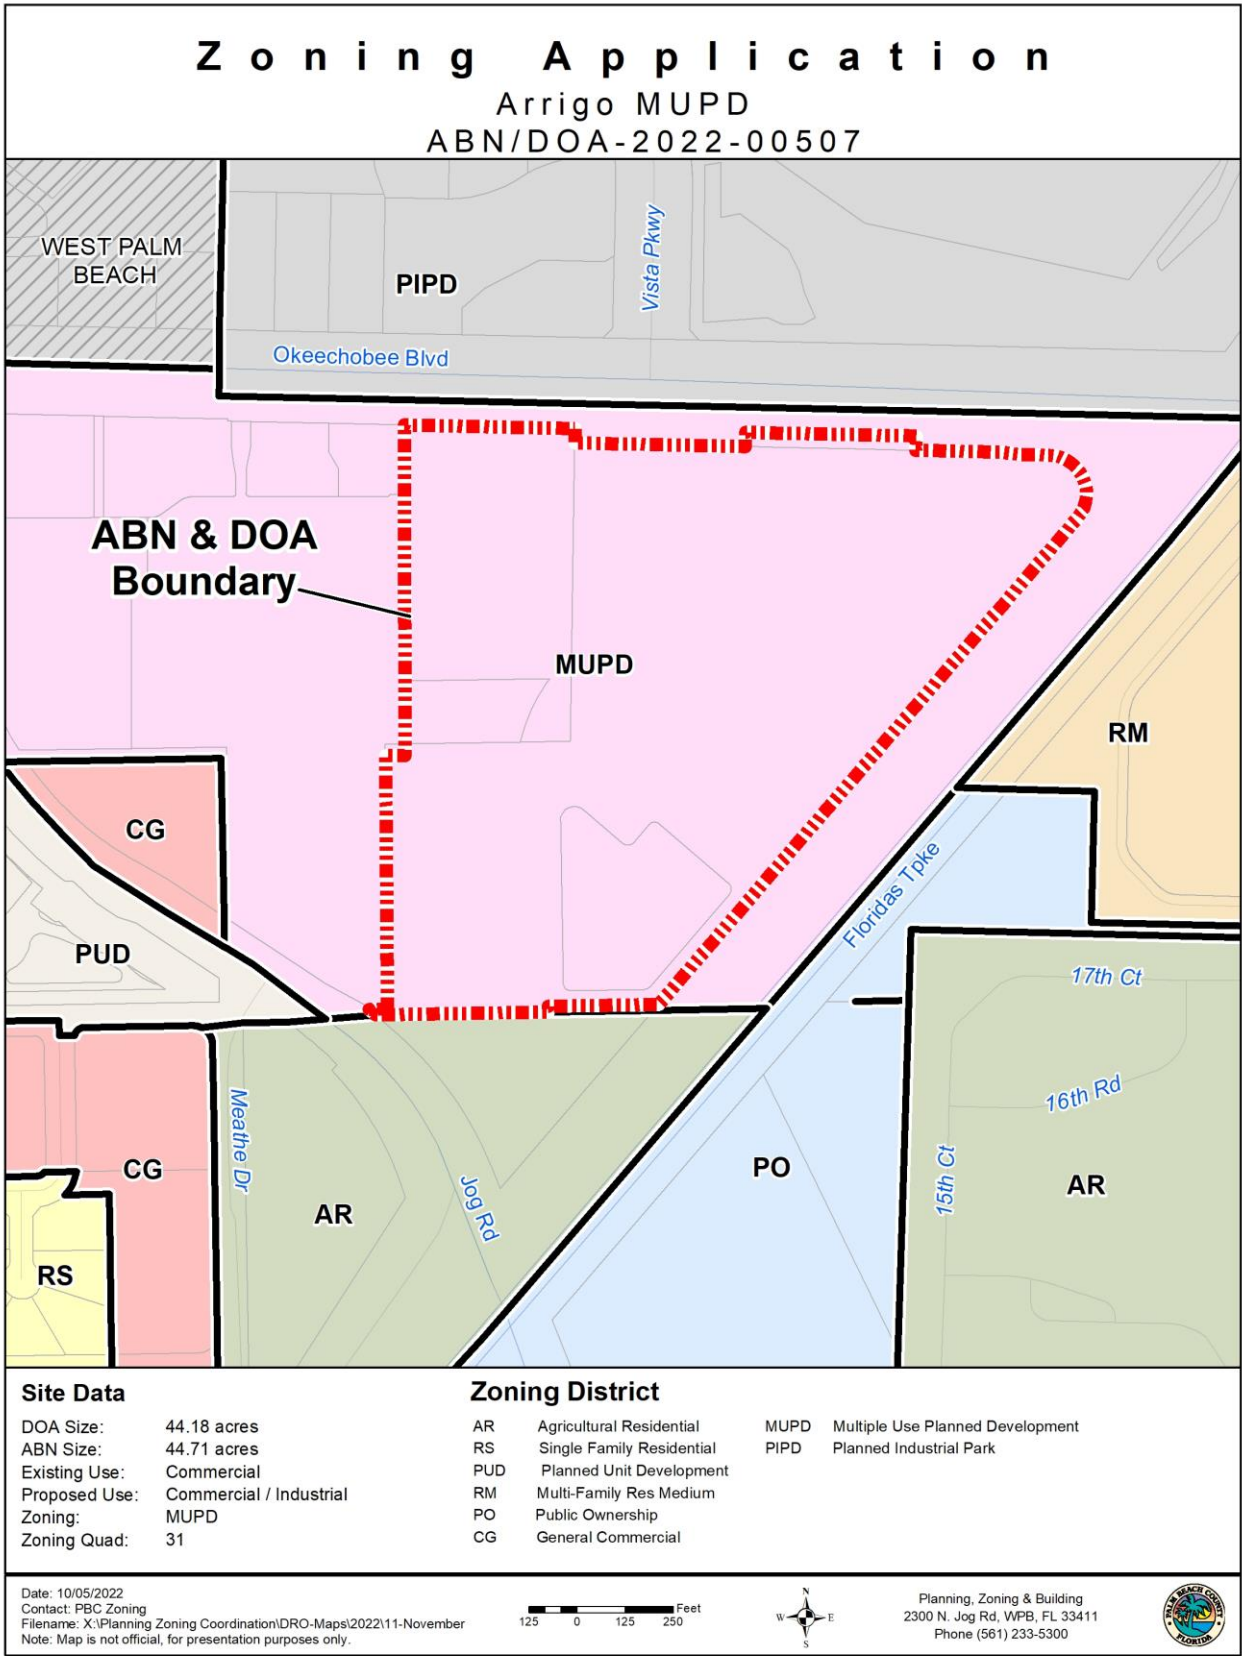 Zoning Application
Arrigo MUPD
ABN/DOA-2022-00507
WEST PALM
BEACH
PIPD
Vista Pkwy
Okeechobee Blvd
ABN & DOA
Boundary
MUPD
RM
CG
Floridas Tpke
PUD
17th Ct
16th Rd
Meathe Dr
CG
PO
15th Ct
AR
Jog Rd
AR
RS
Site Data
DOA Size: 44.18 acres
ABN Size: 44.71 acres
Existing Use: Commercial
Proposed Use: Commercial / Industrial
Zoning: MUPD
Zoning Quad: 31
Zoning District
AR Agricultural Residential
RS Single Family Residential
PUD Planned Unit Development
RM Multi-Family Res Medium
PO Public Ownership
CG General Commercial
MUPD Multiple Use Planned Development
PIPD Planned Industrial Park
Date: 10/05/2022
Contact: PBC Zoning
Filename: X:\Planning Zoning Coordination\DRO-Maps\2022\11-November
Note: Map is not official, for presentation purposes only.
Feet
125 0 125 250
N
W E
S
Planning, Zoning & Building
2300 N. Jog Rd, WPB, FL 33411
Phone (561) 233-5300
PALM BEACH COUNTY
FLORIDA